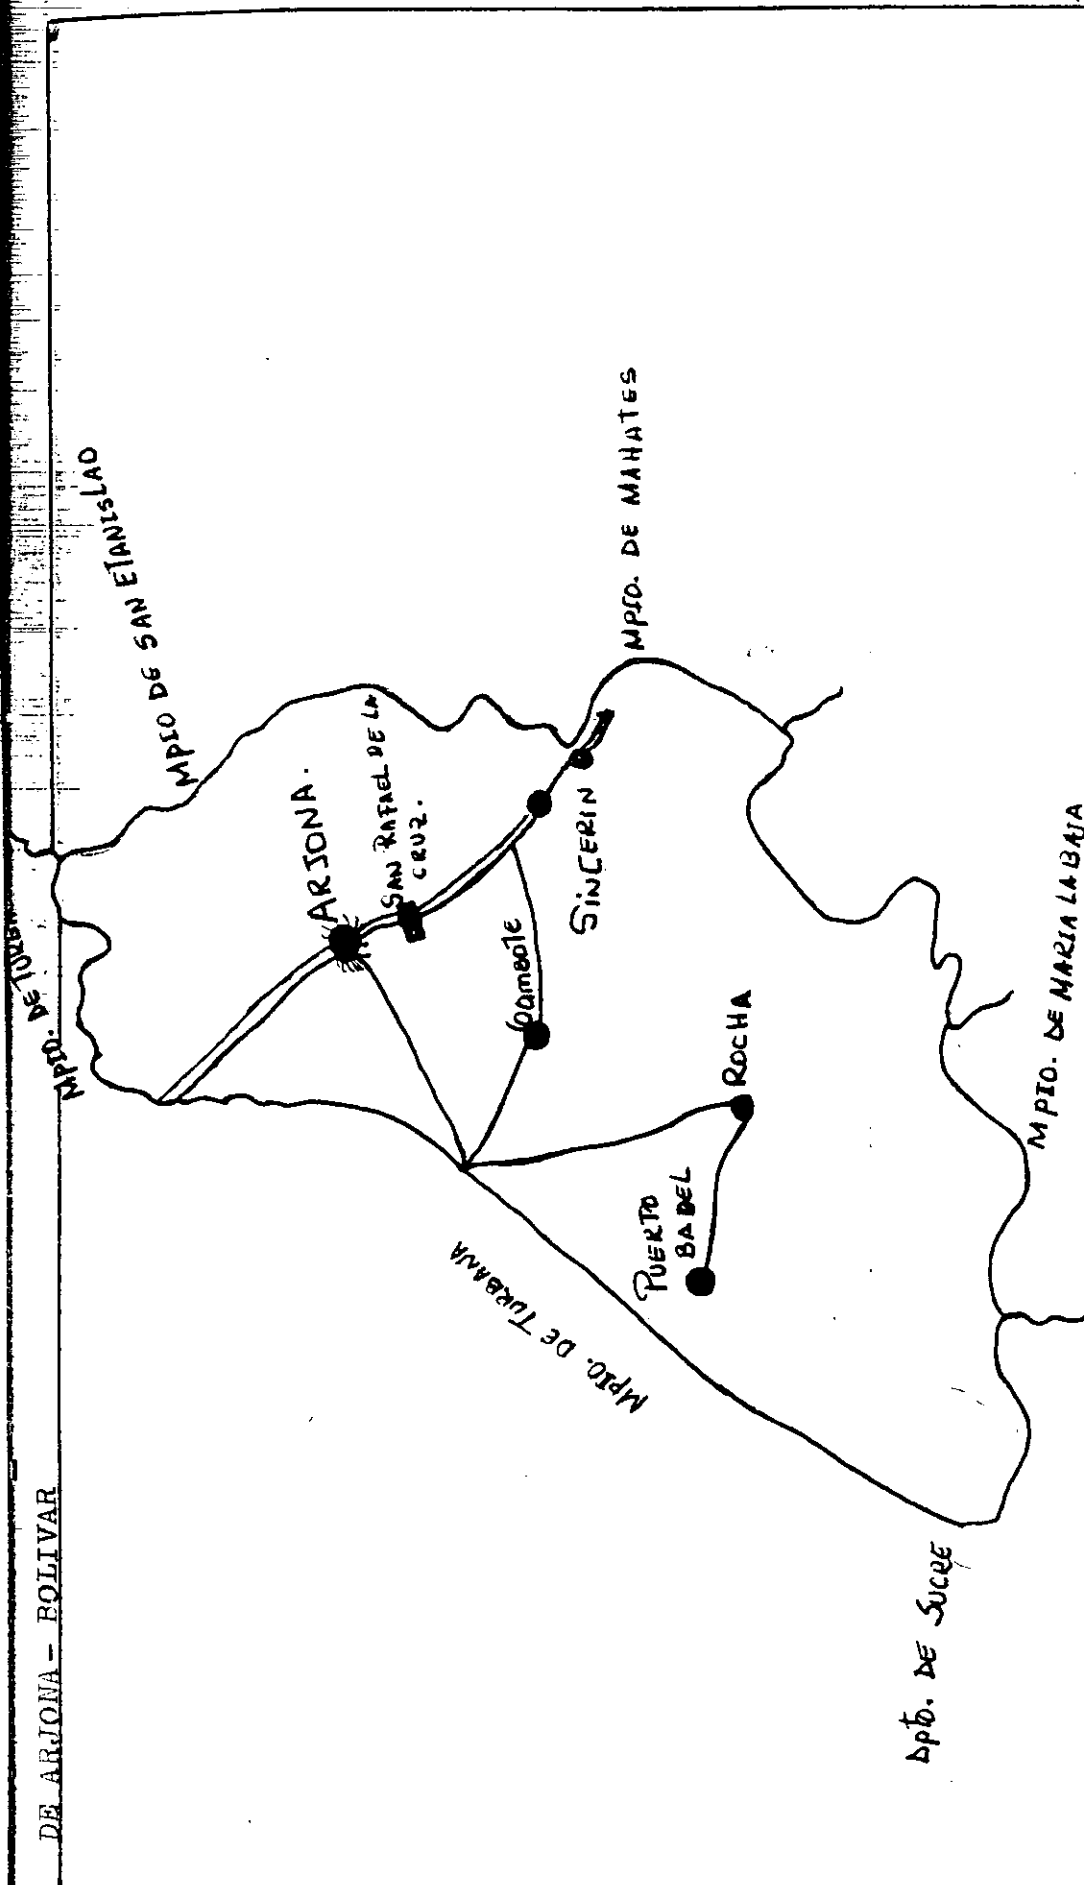 DE ARJONA - BOLIVAR
MPIO. DE TURBA
MPIO DE SAN ETANISLAO
ARJONA.
SAN RAFAEL DE LA
CRUZ.
MPIO. DE MAHATES
SINCERIN
Gambote
ROCHA
PUERTO
BADEL
MPIO. DE TURBANA
MPIO. DE MARIA LA BAJA
Dpto. DE SUCRE